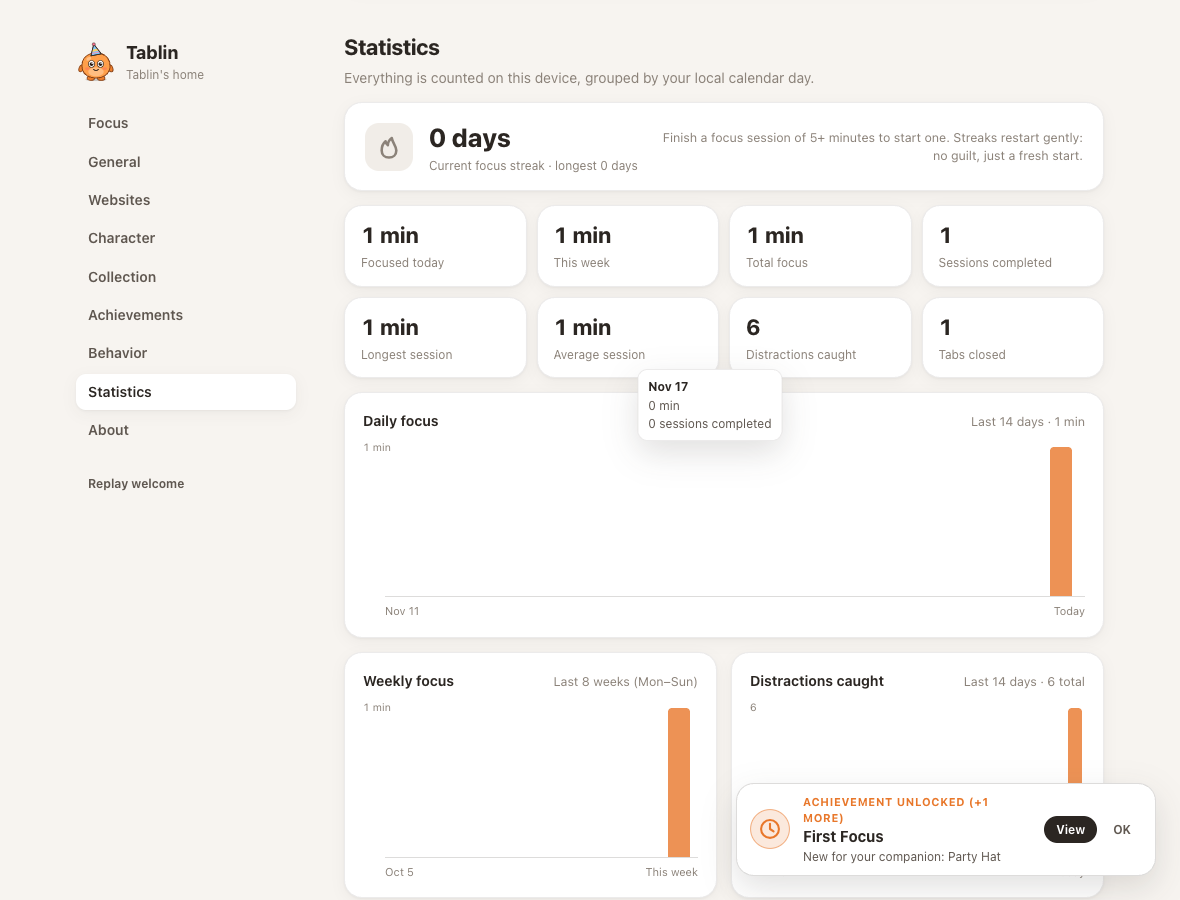 Tablin
Tablin's home
Focus
General
Websites
Character
Collection
Achievements
Behavior
Statistics
About
Replay welcome
Statistics
Everything is counted on this device, grouped by your local calendar day.
0 days
Current focus streak · longest 0 days
Finish a focus session of 5+ minutes to start one. Streaks restart gently:
no guilt, just a fresh start.
1 min
Focused today
1 min
This week
1 min
Total focus
1
Sessions completed
1 min
Longest session
1 min
Average session
6
Distractions caught
1
Tabs closed
Nov 17
0 min
0 sessions completed
Daily focus
Last 14 days · 1 min
1 min
Nov 11
Today
Weekly focus
Last 8 weeks (Mon–Sun)
1 min
Oct 5
This week
Distractions caught
Last 14 days · 6 total
6
ACHIEVEMENT UNLOCKED (+1
MORE)
First Focus
New for your companion: Party Hat
View
OK